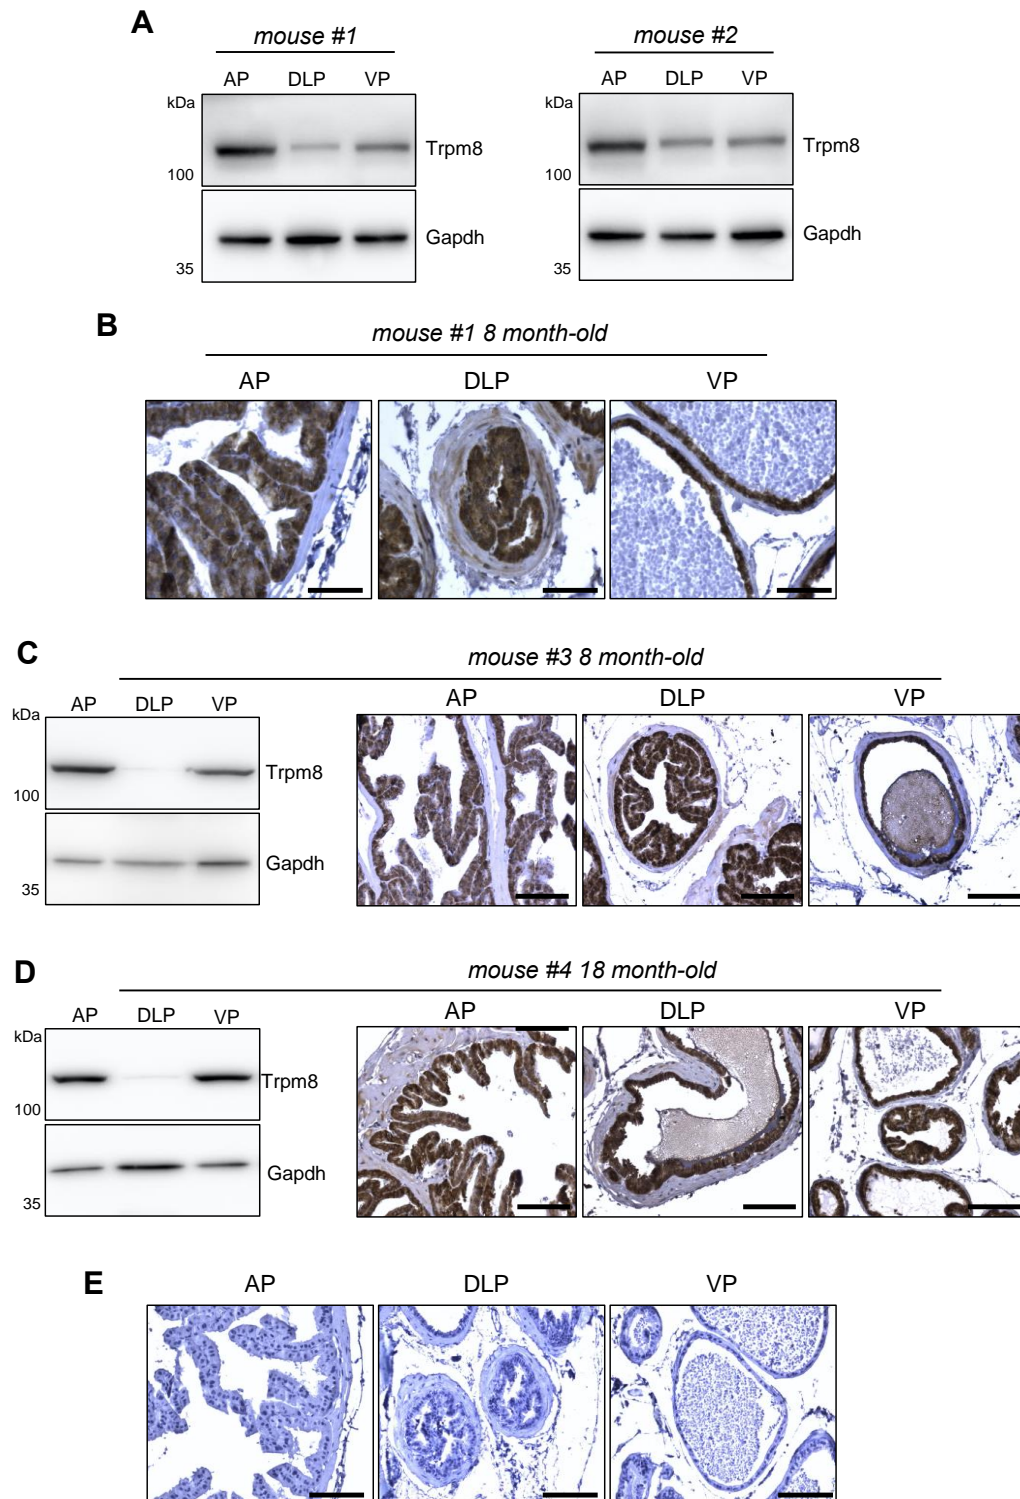 A
mouse #1
mouse #2
AP DLP VP
AP DLP VP
kDa
kDa
Trpm8
Trpm8
100
100
Gapdh
Gapdh
35
35
B
mouse #1 8 month-old
AP DLP VP
C
mouse #3 8 month-old
AP DLP VP
AP DLP VP
kDa
Trpm8
100
Gapdh
35
D
mouse #4 18 month-old
AP DLP VP
AP DLP VP
kDa
Trpm8
100
Gapdh
35
E
AP DLP VP